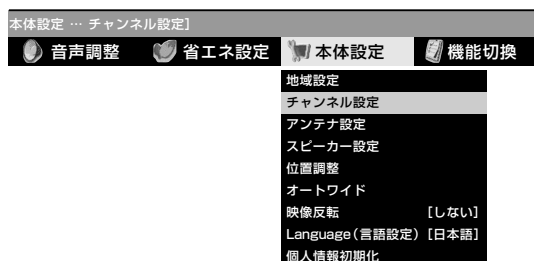 本体設定 … チャンネル設定]
音声調整 省エネ設定 本体設定 機能切換
地域設定
チャンネル設定
アンテナ設定
スピーカー設定
位置調整
オートワイド
映像反転 [しない]
Language(言語設定) [日本語]
個人情報初期化